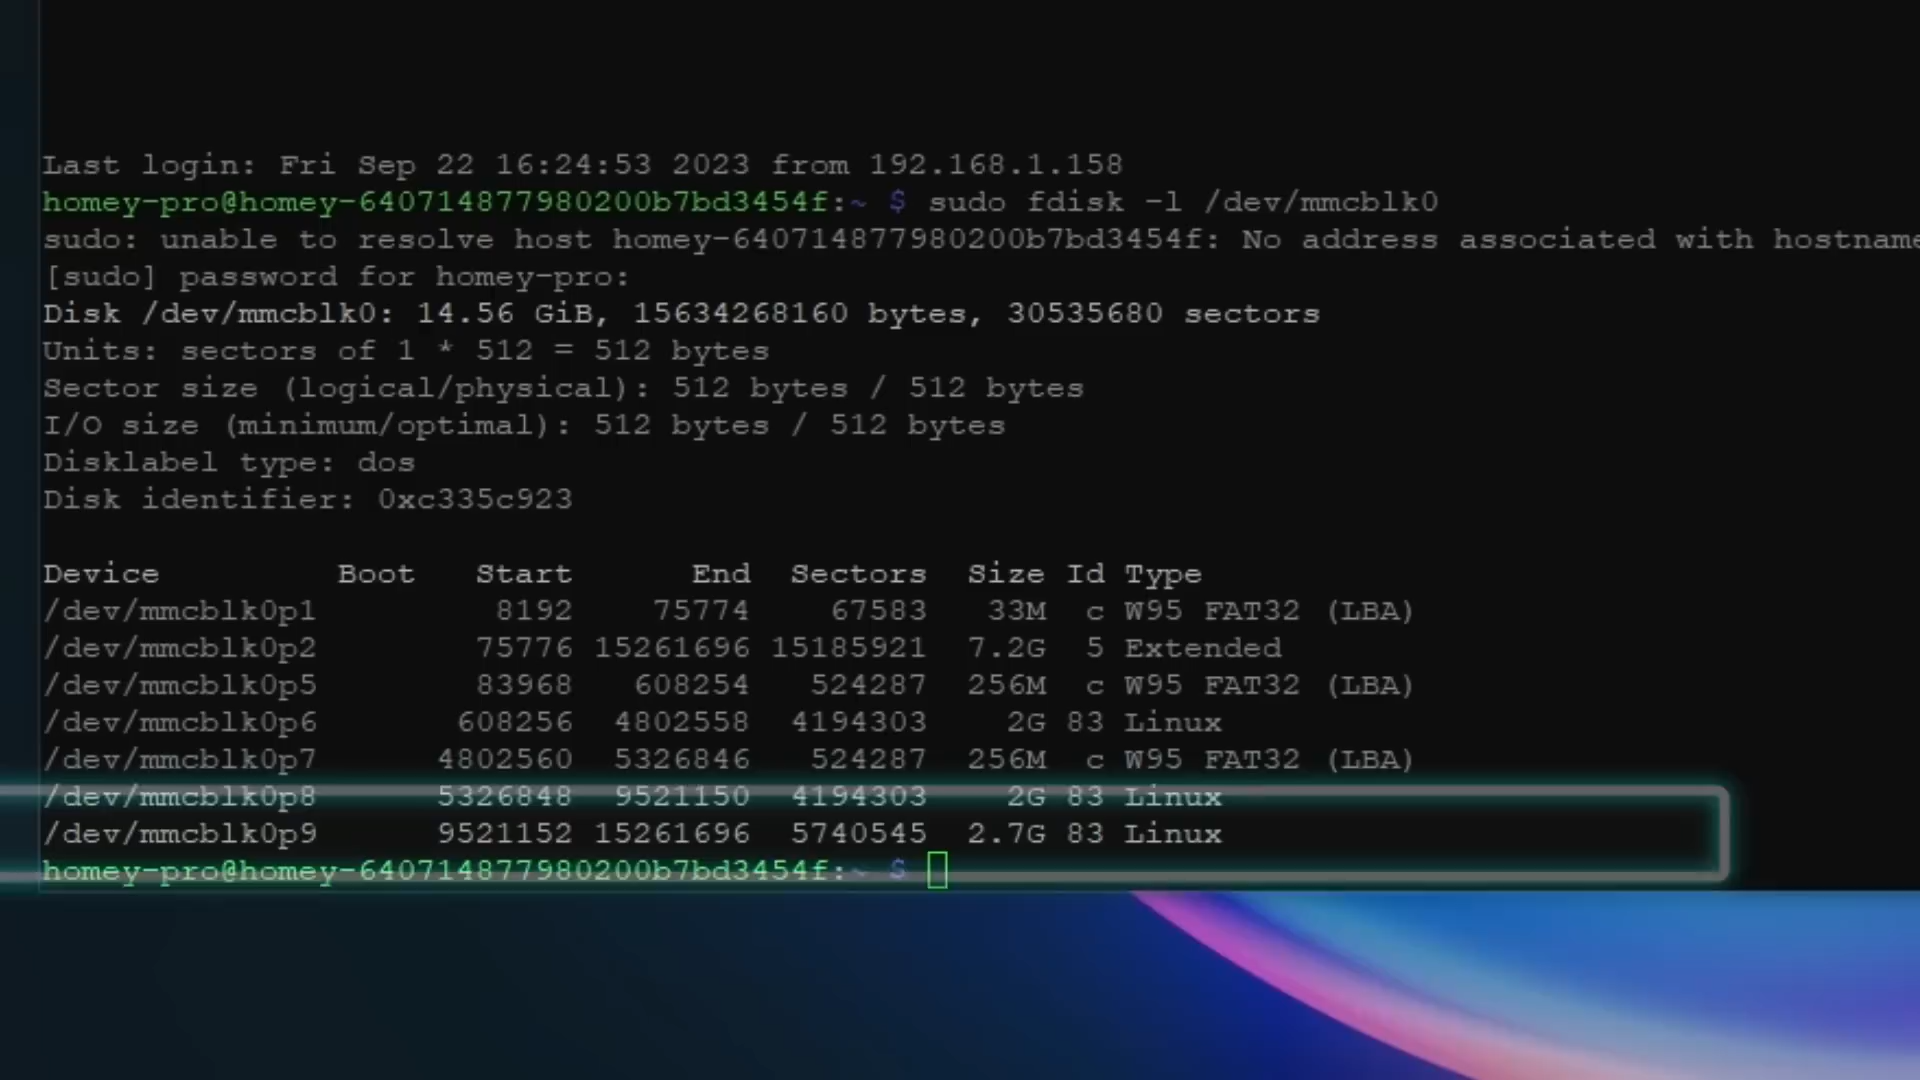 Last login: Fri Sep 22 16:24:53 2023 from 192.168.1.158
homey-pro@homey-640714877980200b7bd3454f:~ $ sudo fdisk -l /dev/mmcblk0
sudo: unable to resolve host homey-640714877980200b7bd3454f: No address associated with hostname
[sudo] password for homey-pro:
Disk /dev/mmcblk0: 14.56 GiB, 15634268160 bytes, 30535680 sectors
Units: sectors of 1 * 512 = 512 bytes
Sector size (logical/physical): 512 bytes / 512 bytes
I/O size (minimum/optimal): 512 bytes / 512 bytes
Disklabel type: dos
Disk identifier: 0xc335c923
Device Boot Start End Sectors Size Id Type
/dev/mmcblk0p1 8192 75774 67583 33M c W95 FAT32 (LBA)
/dev/mmcblk0p2 75776 15261696 15185921 7.2G 5 Extended
/dev/mmcblk0p5 83968 608254 524287 256M c W95 FAT32 (LBA)
/dev/mmcblk0p6 608256 4802558 4194303 2G 83 Linux
/dev/mmcblk0p7 4802560 5326846 524287 256M c W95 FAT32 (LBA)
/dev/mmcblk0p8 5326848 9521150 4194303 2G 83 Linux
/dev/mmcblk0p9 9521152 15261696 5740545 2.7G 83 Linux
homey-pro@homey-640714877980200b7bd3454f:~ $